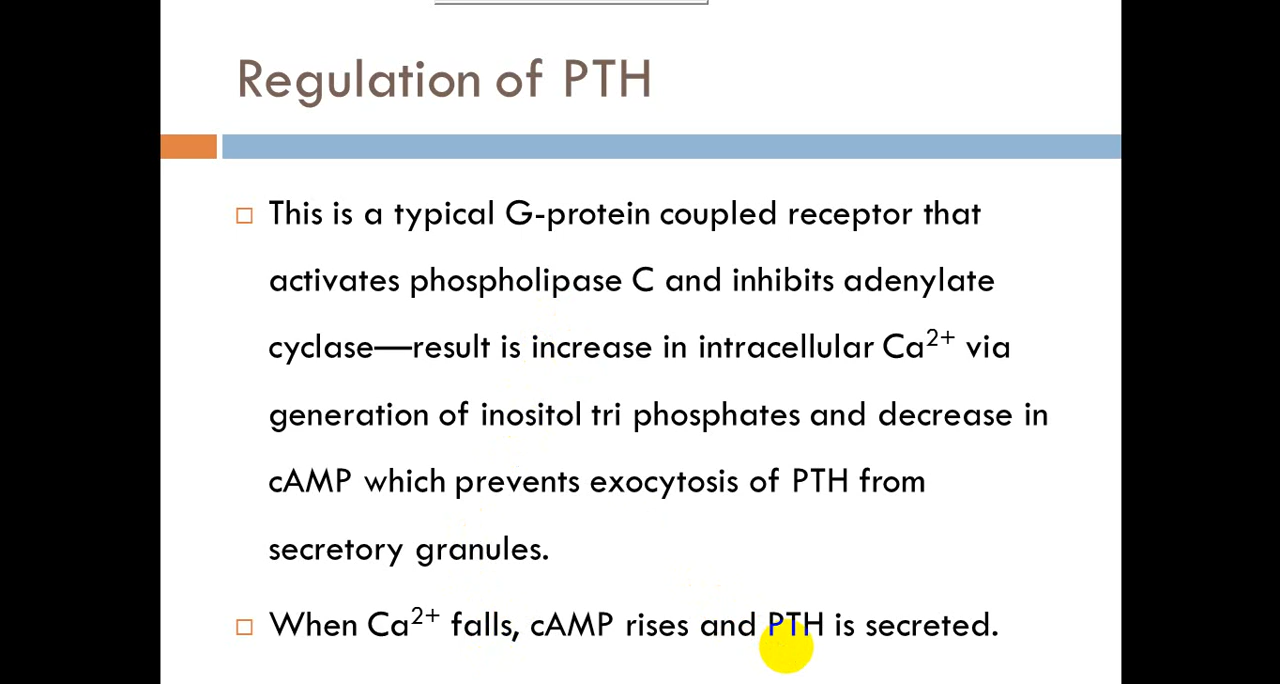 Regulation of PTH
This is a typical G-protein coupled receptor that
activates phospholipase C and inhibits adenylate
cyclase—result is increase in intracellular Ca²⁺ via
generation of inositol tri phosphates and decrease in
cAMP which prevents exocytosis of PTH from
secretory granules.
When Ca²⁺ falls, cAMP rises and PTH is secreted.